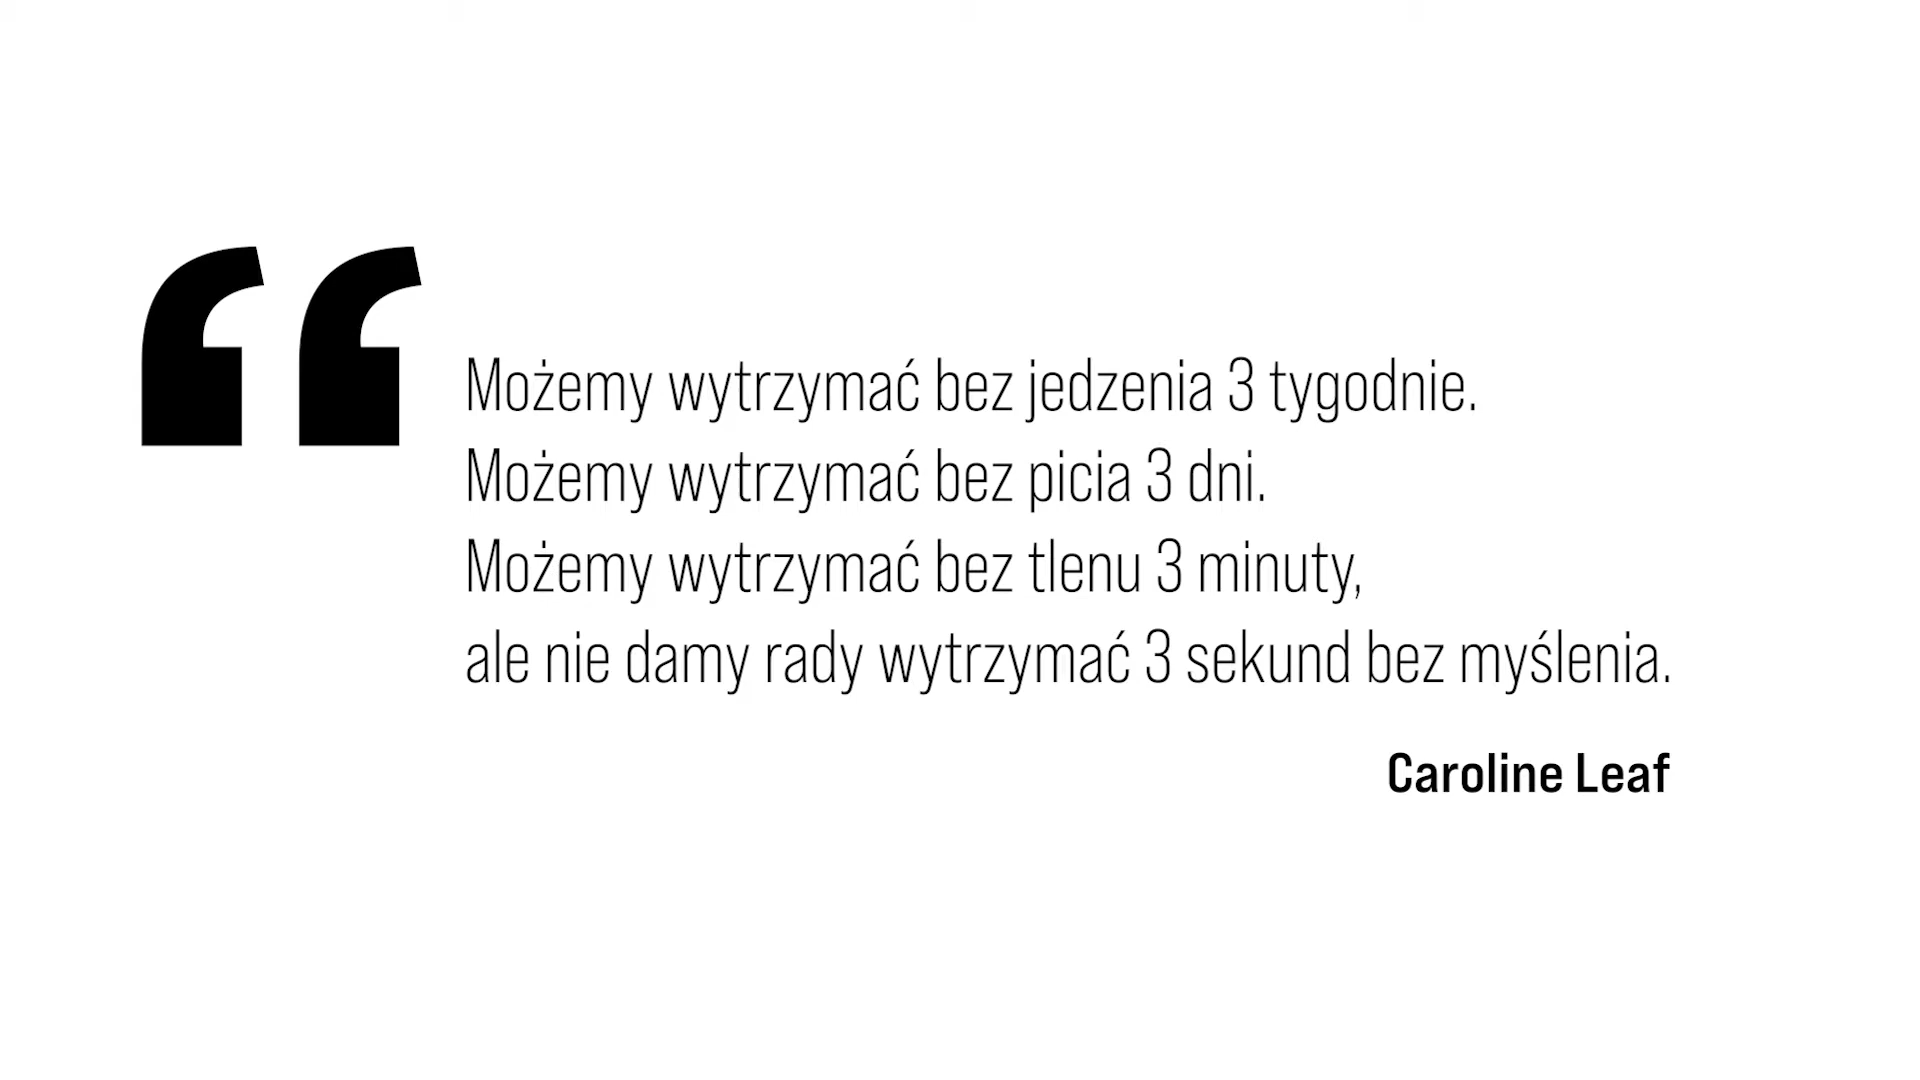 “
Możemy wytrzymać bez jedzenia 3 tygodnie.
Możemy wytrzymać bez picia 3 dni.
Możemy wytrzymać bez tlenu 3 minuty,
ale nie damy rady wytrzymać 3 sekund bez myślenia.
Caroline Leaf